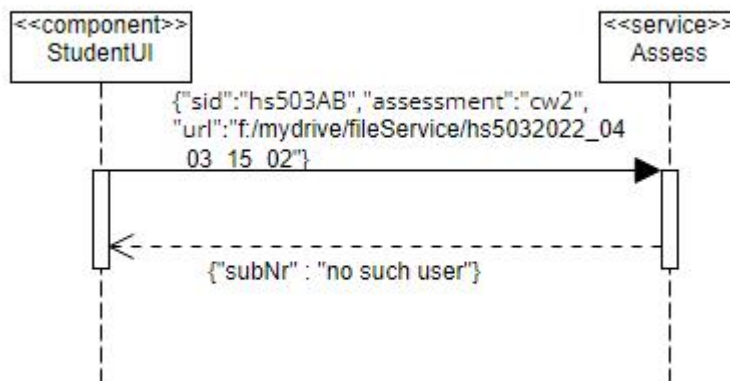 <<component>>
StudentUI
<<service>>
Assess
{"sid":"hs503AB","assessment":"cw2",
"url":"f:/mydrive/fileService/hs5032022_04
03_15_02"}
{"subNr" : "no such user"}